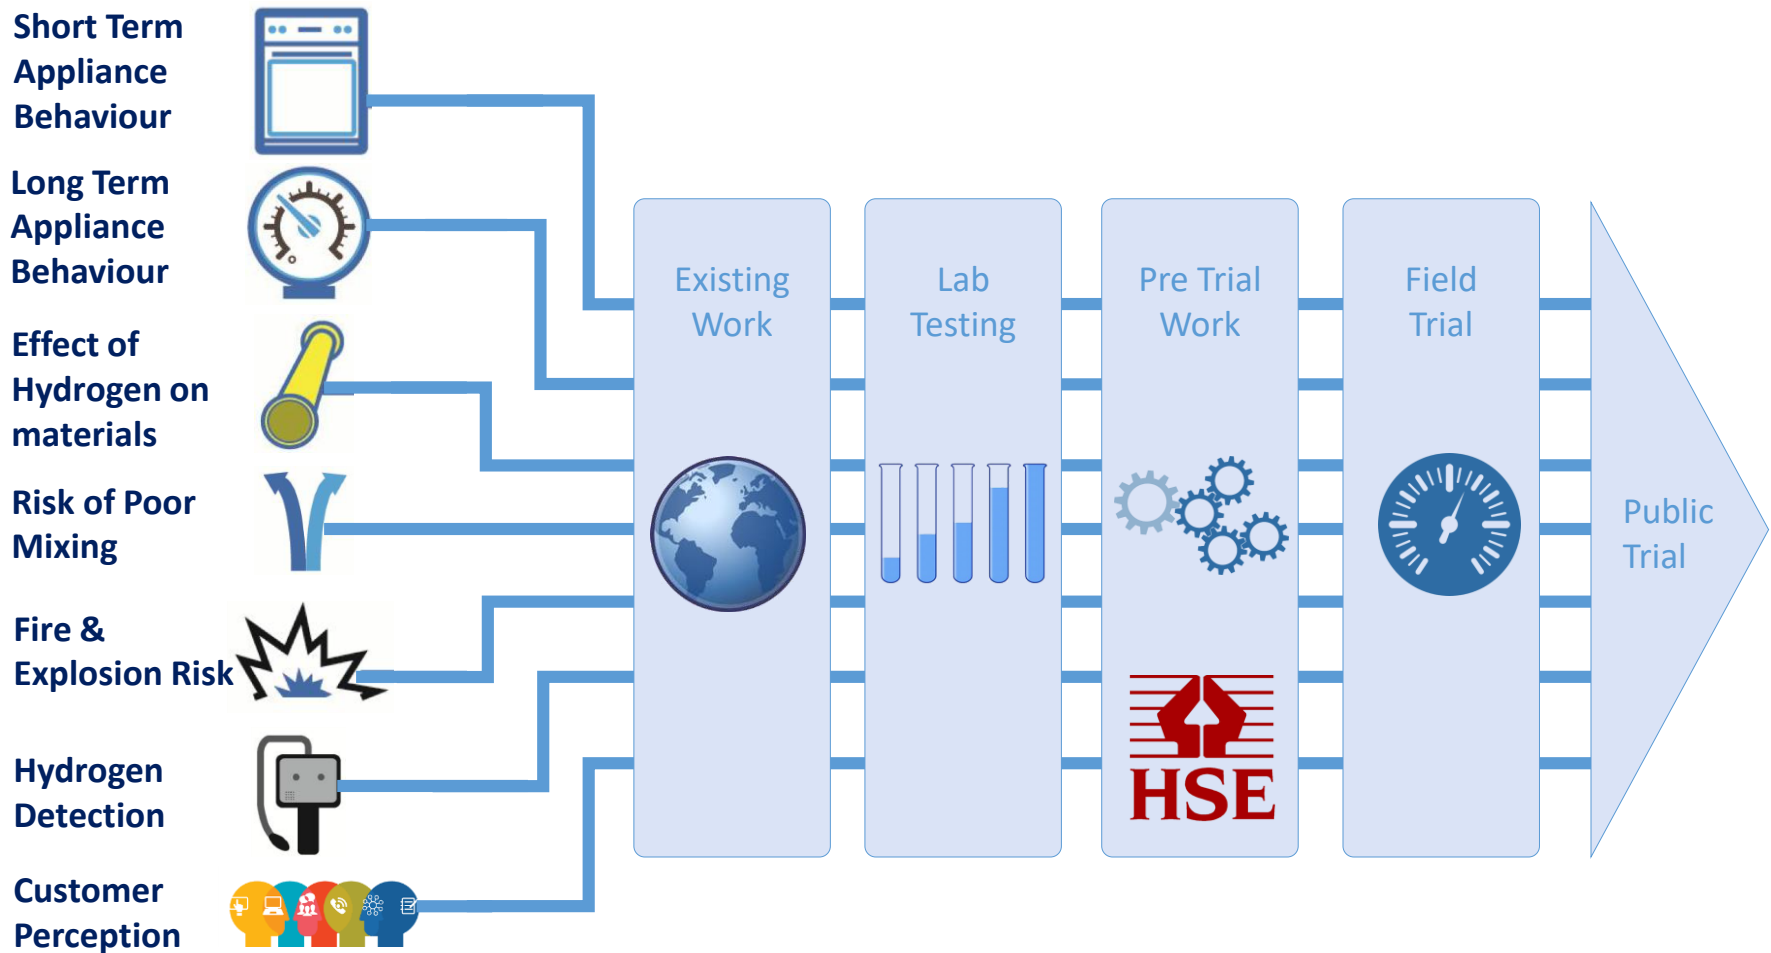 Short Term
Appliance
Behaviour
Long Term
Appliance
Behaviour
Effect of
Hydrogen on
materials
Risk of Poor
Mixing
Fire &
Explosion Risk
Hydrogen
Detection
Customer
Perception
Existing
Work
Lab
Testing
Pre Trial
Work
HSE
Field
Trial
Public
Trial